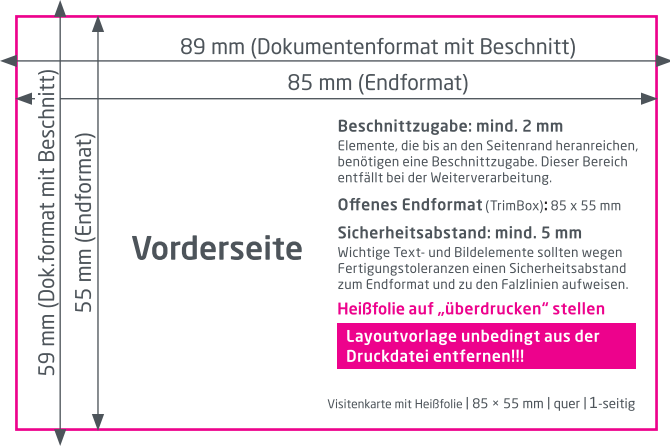 89 mm (Dokumentenformat mit Beschnitt)
85 mm (Endformat)
59 mm (Dok.format mit Beschnitt)
55 mm (Endformat)
Vorderseite
Beschnittzugabe: mind. 2 mm
Elemente, die bis an den Seitenrand heranreichen,
benötigen eine Beschnittzugabe. Dieser Bereich
entfällt bei der Weiterverarbeitung.
Offenes Endformat (TrimBox): 85 x 55 mm
Sicherheitsabstand: mind. 5 mm
Wichtige Text- und Bildelemente sollten wegen
Fertigungstoleranzen einen Sicherheitsabstand
zum Endformat und zu den Falzlinien aufweisen.
Heißfolie auf „überdrucken“ stellen
Layoutvorlage unbedingt aus der
Druckdatei entfernen!!!
Visitenkarte mit Heißfolie | 85 × 55 mm | quer | 1-seitig